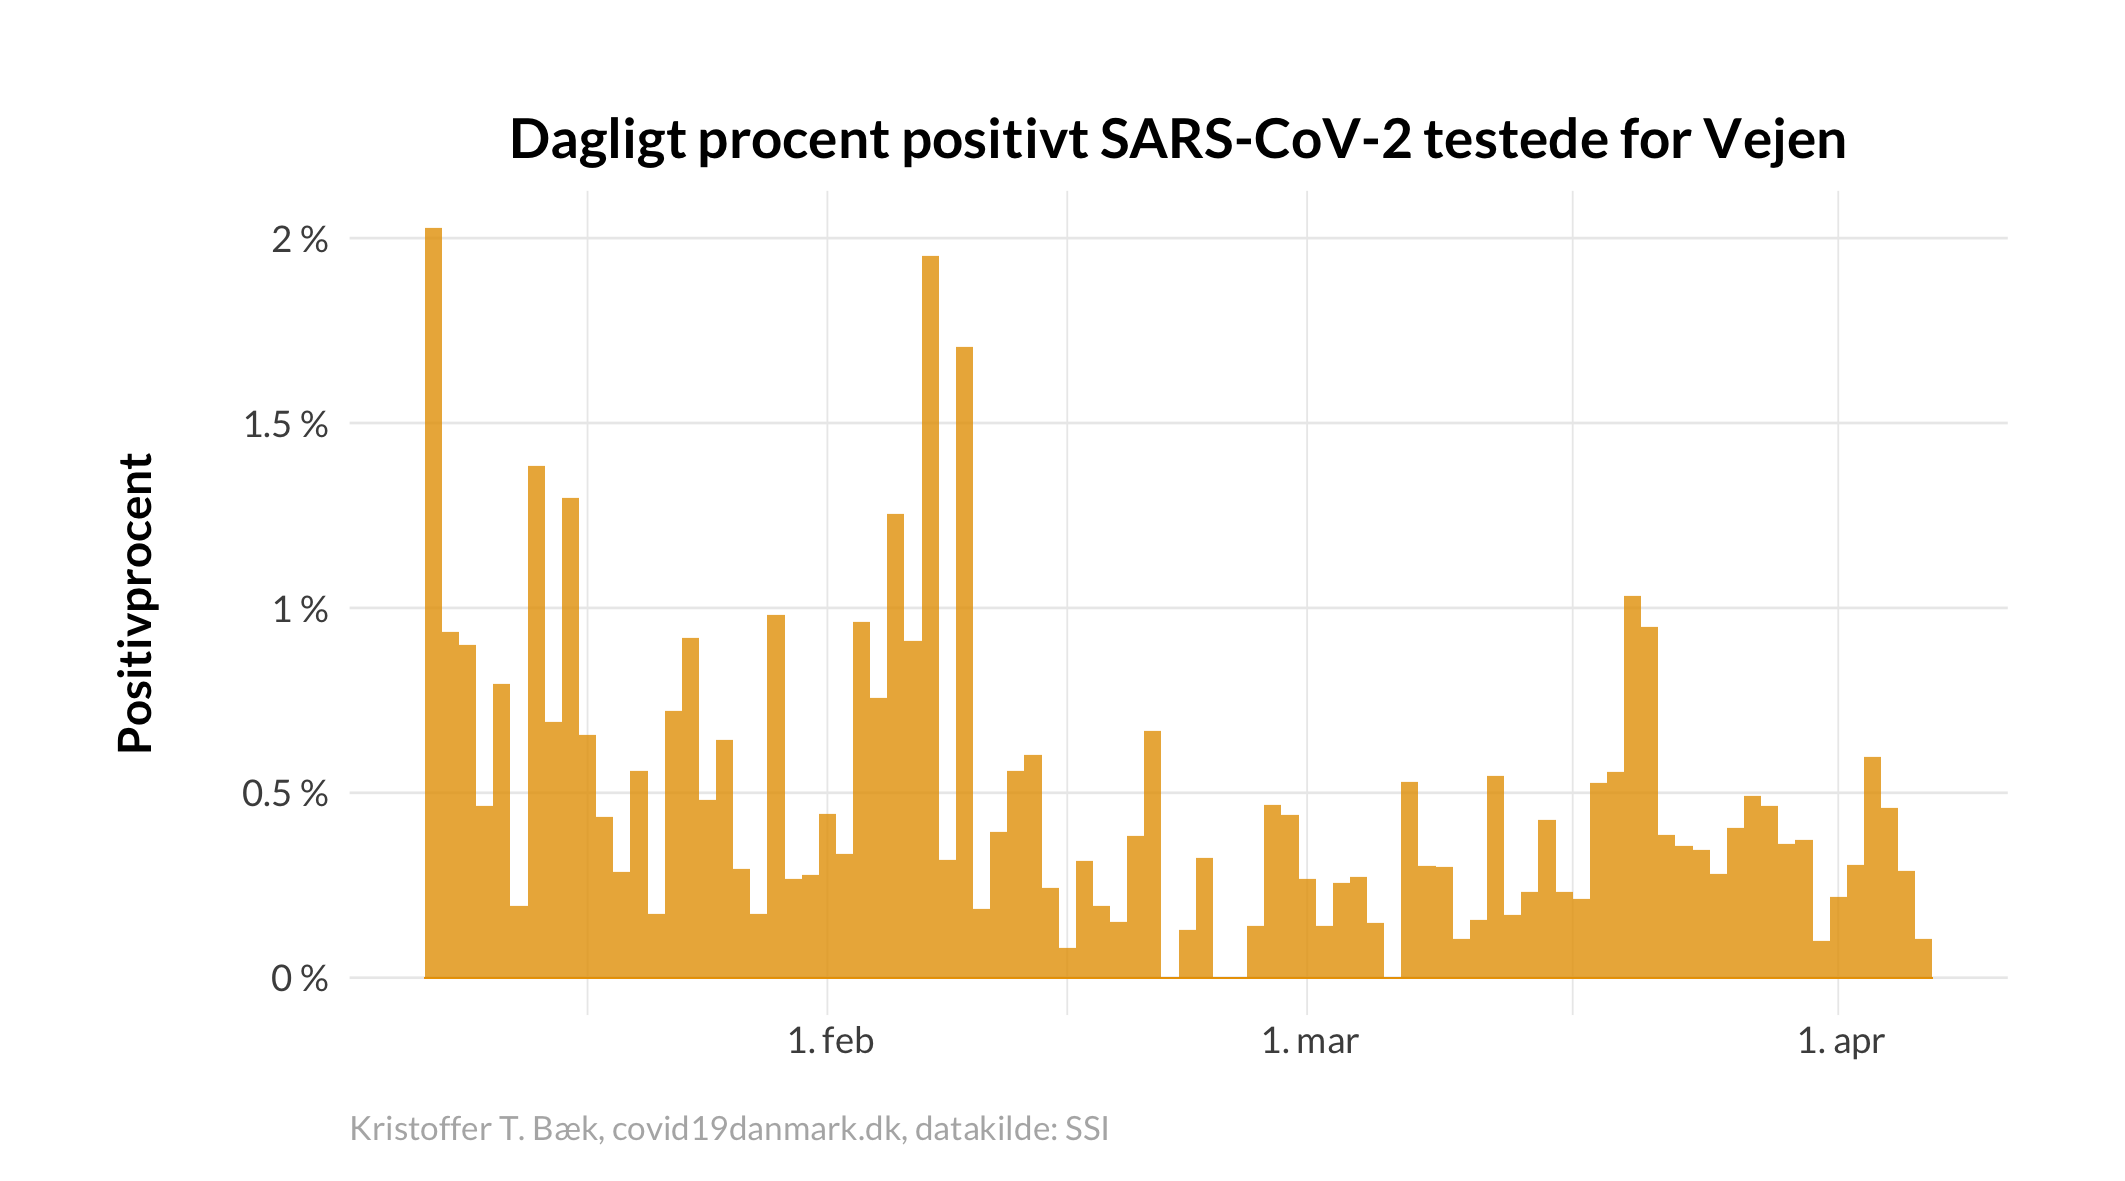 Dagligt procent positivt SARS-CoV-2 testede for Vejen
Positivprocent
2 %
1.5 %
1 %
0.5 %
0 %
1. feb
1. mar
1. apr
Kristoffer T. Bæk, covid19danmark.dk, datakilde: SSI